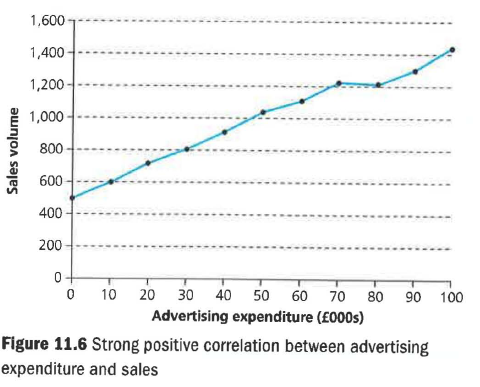 1,600
1,400
1,200
1,000
800
600
400
200
0
Sales volume
0 10 20 30 40 50 60 70 80 90 100
Advertising expenditure (£000s)
Figure 11.6 Strong positive correlation between advertising
expenditure and sales